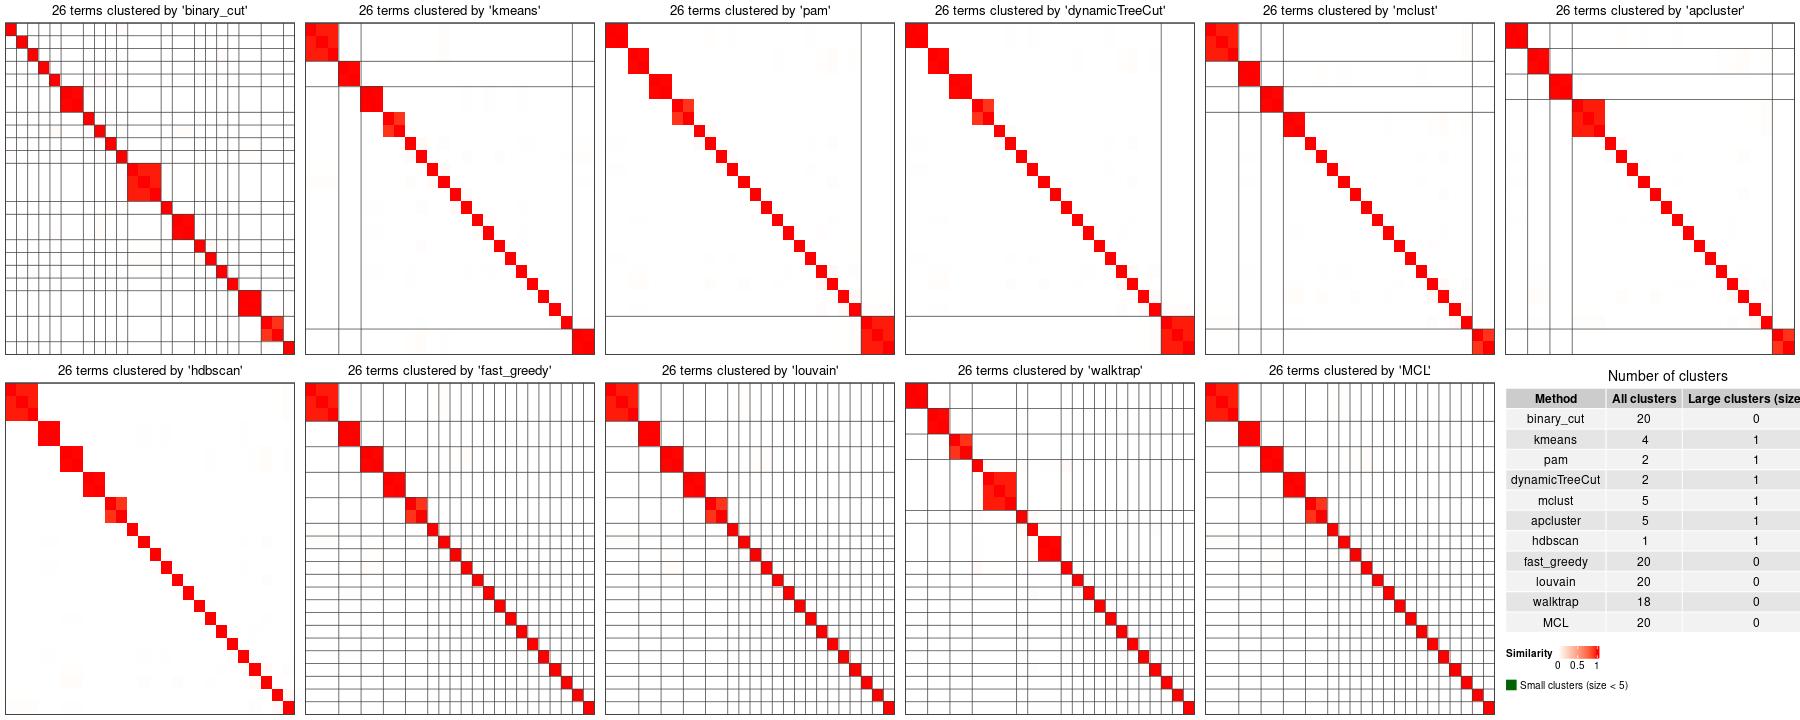 26 terms clustered by 'binary_cut'
26 terms clustered by 'kmeans'
26 terms clustered by 'pam'
26 terms clustered by 'dynamicTreeCut'
26 terms clustered by 'mclust'
26 terms clustered by 'apcluster'
26 terms clustered by 'hdbscan'
26 terms clustered by 'fast_greedy'
26 terms clustered by 'louvain'
26 terms clustered by 'walktrap'
26 terms clustered by 'MCL'
Number of clusters
Method All clusters Large clusters (size
binary_cut 20 0
kmeans 4 1
pam 2 1
dynamicTreeCut 2 1
mclust 5 1
apcluster 5 1
hdbscan 1 1
fast_greedy 20 0
louvain 20 0
walktrap 18 0
MCL 20 0
Similarity
0 0.5 1
Small clusters (size < 5)